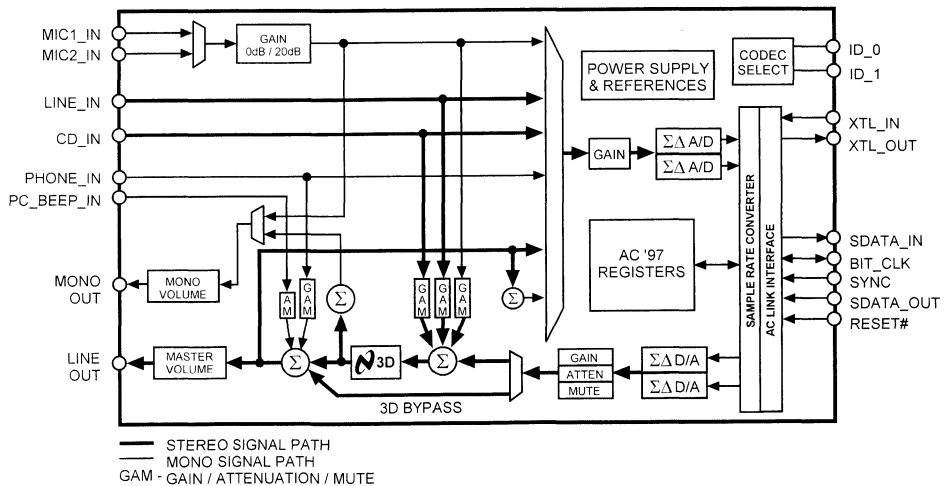 MIC1_IN
MIC2_IN
GAIN
0dB / 20dB
LINE_IN
CD_IN
PHONE_IN
PC_BEEP_IN
MONO
OUT
MONO
VOLUME
LINE
OUT
MASTER
VOLUME
AM
GAM
Σ
GAM
GAM
GAM
Σ
3D
Σ
Σ
3D BYPASS
POWER SUPPLY
& REFERENCES
CODEC
SELECT
ID_0
ID_1
GAIN
ΣΔ A/D
ΣΔ A/D
AC '97
REGISTERS
SAMPLE RATE CONVERTER
AC LINK INTERFACE
XTL_IN
XTL_OUT
SDATA_IN
BIT_CLK
SYNC
SDATA_OUT
RESET#
GAIN
ATTEN
MUTE
ΣΔ D/A
ΣΔ D/A
STEREO SIGNAL PATH
MONO SIGNAL PATH
GAM - GAIN / ATTENUATION / MUTE